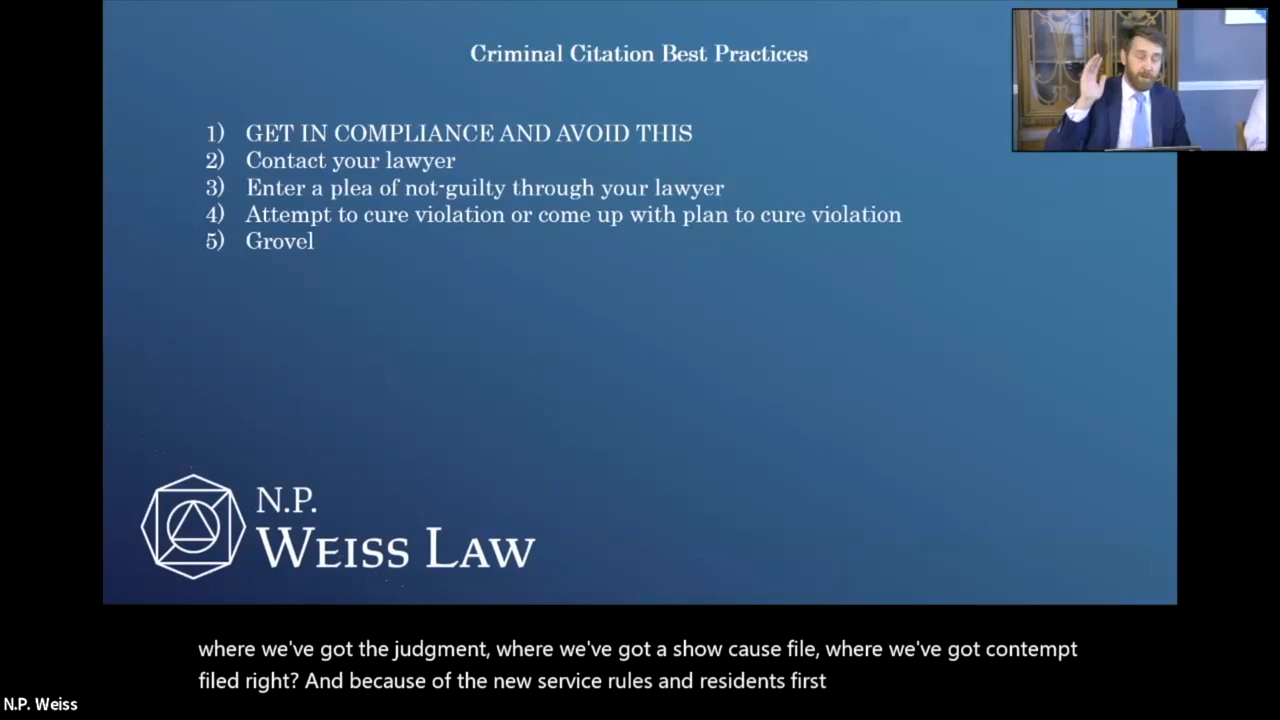 Criminal Citation Best Practices
1) GET IN COMPLIANCE AND AVOID THIS
2) Contact your lawyer
3) Enter a plea of not-guilty through your lawyer
4) Attempt to cure violation or come up with plan to cure violation
5) Grovel
N.P.
WEISS LAW
where we've got the judgment, where we've got a show cause file, where we've got contempt
filed right? And because of the new service rules and residents first
N.P. Weiss